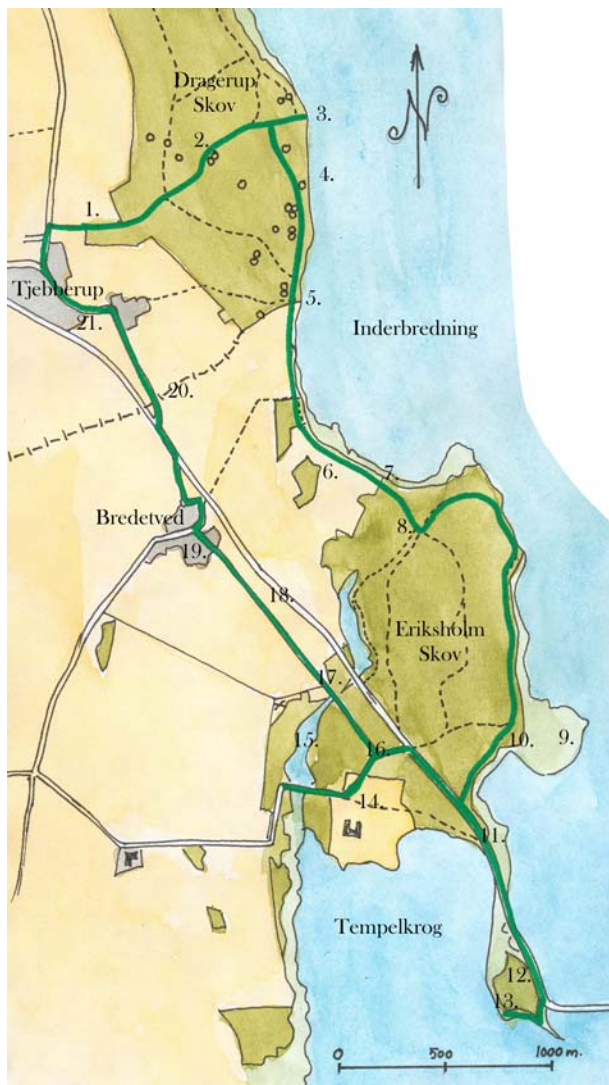 Dragerup
Skov
N
3.
2.
4.
1.
Tjebberup
5.
21.
Inderbredning
20.
6.
7.
Bredetved
8.
19.
18.
Eriksholm
Skov
17.
16.
15.
10.
9.
14.
11.
Tempelkrog
12.
13.
0
500
1000 m.